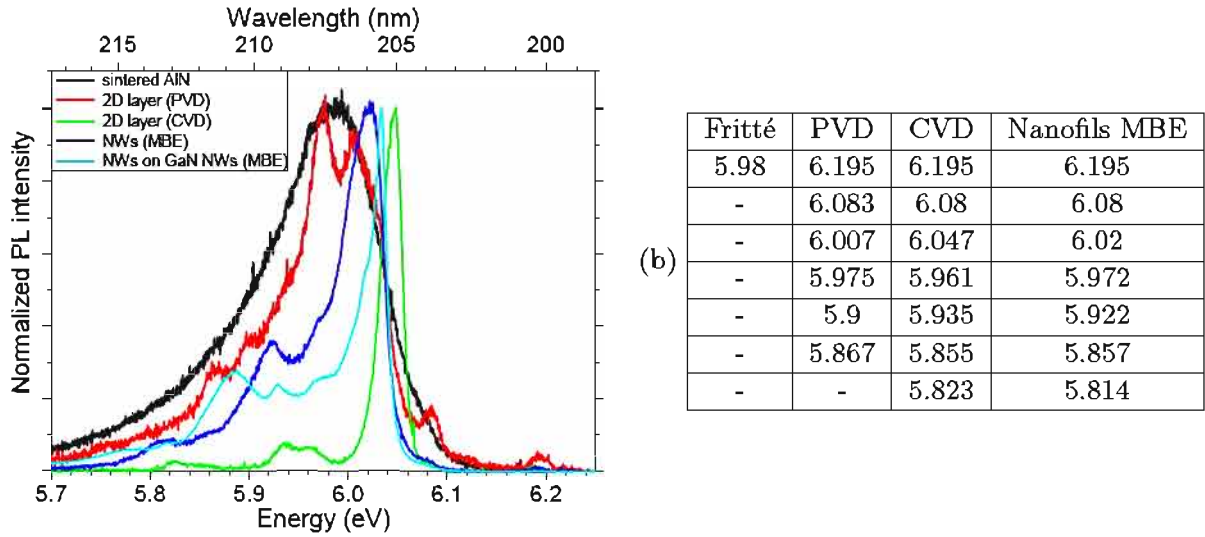 Wavelength (nm)
215 210 205 200
sintered AlN
2D layer (PVD)
2D layer (CVD)
NWs (MBE)
NWs on GaN NWs (MBE)
Normalized PL intensity
5.7 5.8 5.9 6.0 6.1 6.2
Energy (eV)
(b)
Fritté PVD CVD Nanofils MBE
5.98 6.195 6.195 6.195
- 6.083 6.08 6.08
- 6.007 6.047 6.02
- 5.975 5.961 5.972
- 5.9 5.935 5.922
- 5.867 5.855 5.857
- - 5.823 5.814